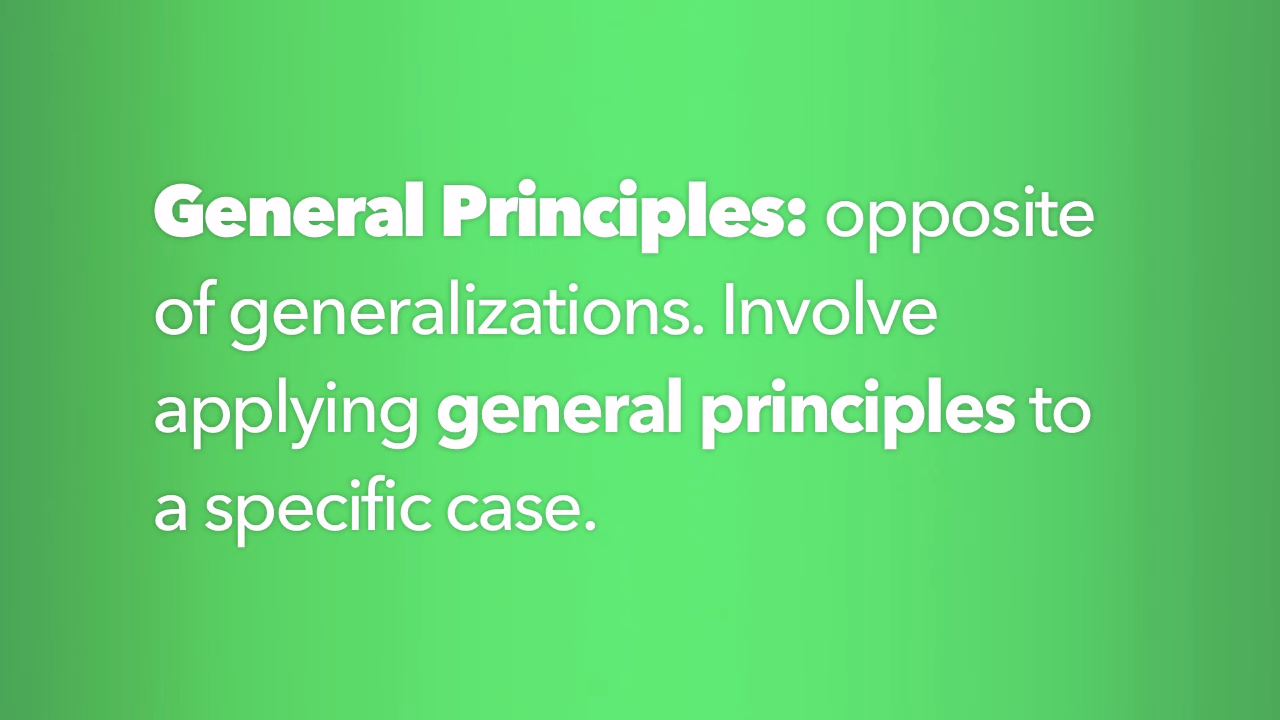 General Principles: opposite
of generalizations. Involve
applying general principles to
a specific case.